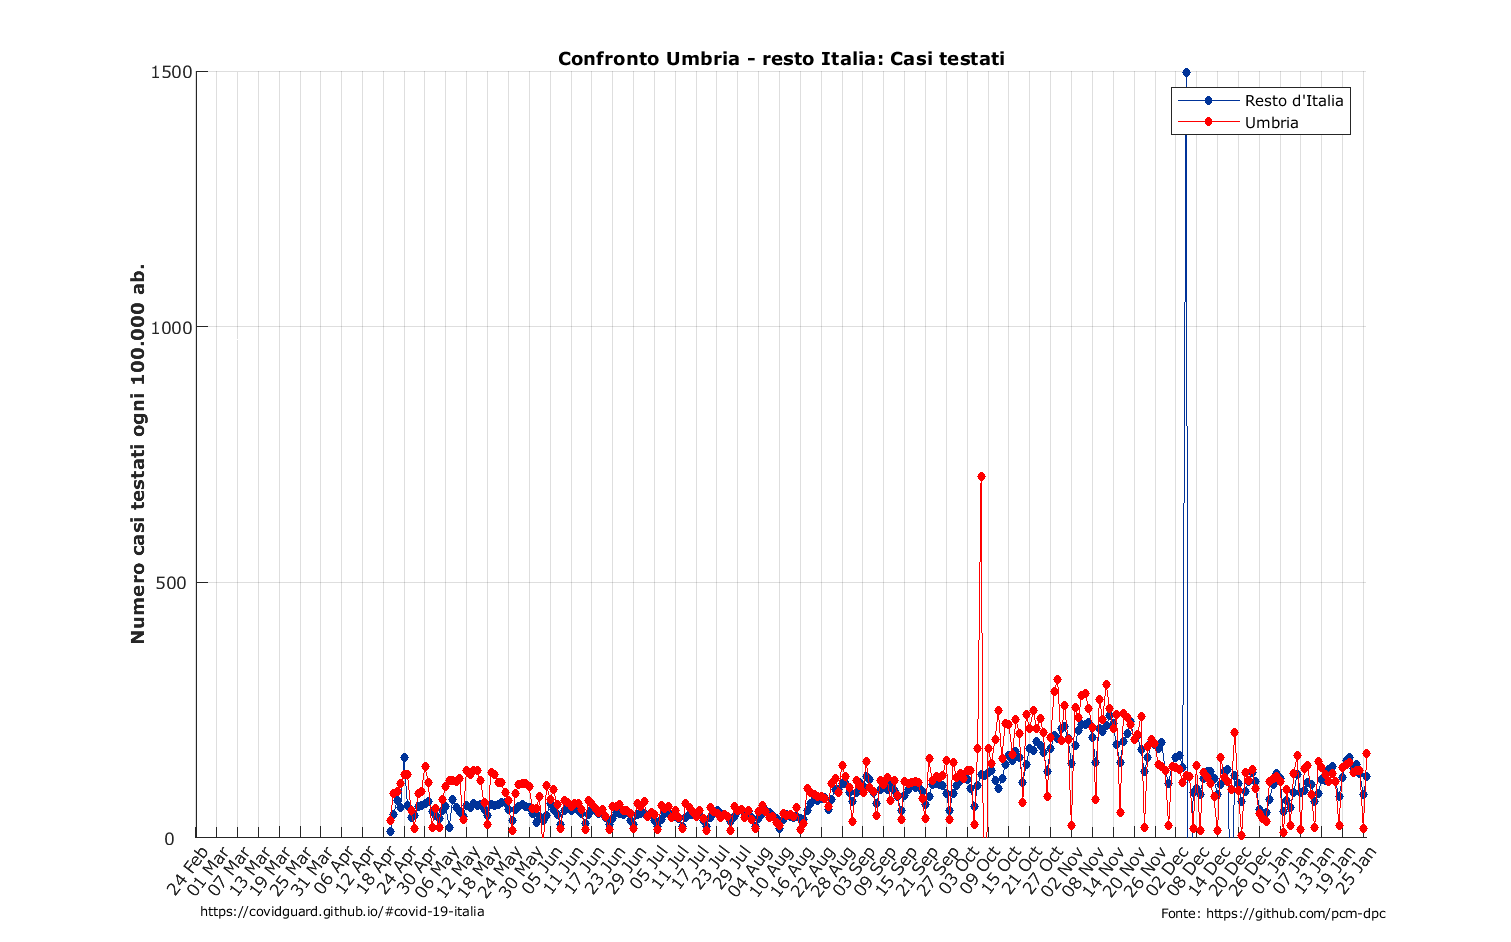 Confronto Umbria - resto Italia: Casi testati
Resto d'Italia
Umbria
Numero casi testati ogni 100.000 ab.
1500
1000
500
0
24 Feb
01 Mar
07 Mar
13 Mar
19 Mar
25 Mar
31 Mar
06 Apr
12 Apr
18 Apr
24 Apr
30 Apr
06 May
12 May
18 May
24 May
30 May
05 Jun
11 Jun
17 Jun
23 Jun
29 Jun
05 Jul
11 Jul
17 Jul
23 Jul
29 Jul
04 Aug
10 Aug
16 Aug
22 Aug
28 Aug
03 Sep
09 Sep
15 Sep
21 Sep
27 Sep
03 Oct
09 Oct
15 Oct
21 Oct
27 Oct
02 Nov
08 Nov
14 Nov
20 Nov
26 Nov
02 Dec
08 Dec
14 Dec
20 Dec
26 Dec
01 Jan
07 Jan
13 Jan
19 Jan
25 Jan
https://covidguard.github.io/#covid-19-italia
Fonte: https://github.com/pcm-dpc